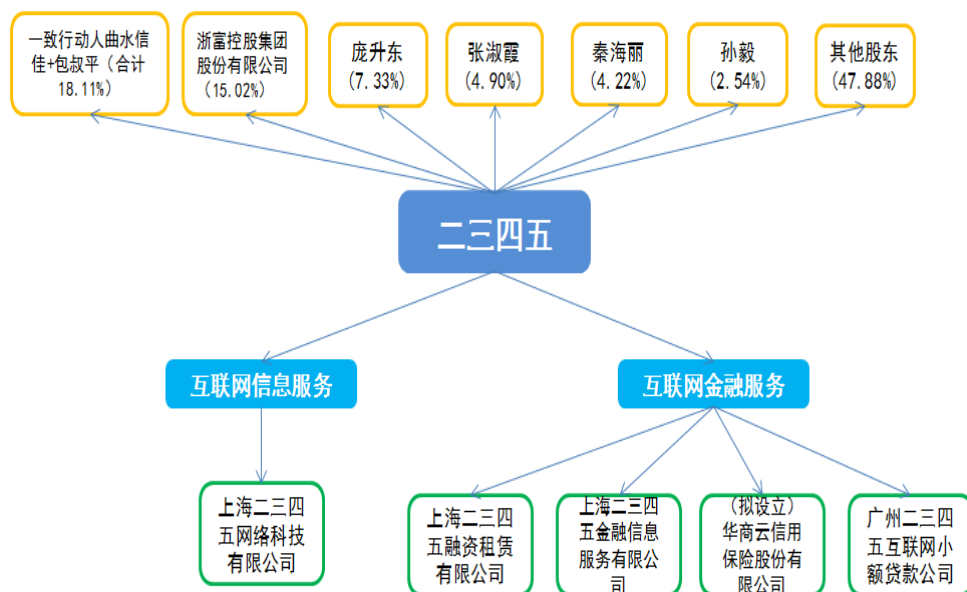 一致行动人曲水信
佳+包叔平（合计
18.11%）
浙富控股集团
股份有限公司
（15.02%）
庞升东
（7.33%）
张淑霞
（4.90%）
秦海丽
（4.22%）
孙毅
（2.54%）
其他股东
（47.88%）
二三四五
互联网信息服务
互联网金融服务
上海二三四
五网络科技
有限公司
上海二三四
五融资租赁
有限公司
上海二三四
五金融信息
服务有限公
司
（拟设立）
华商云信用
保险股份有
限公司
广州二三四
五互联网小
额贷款公司